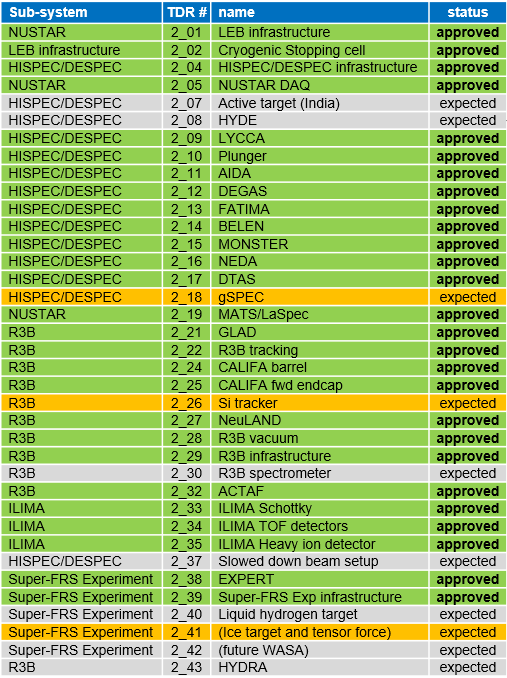 Sub-system TDR # name status
NUSTAR 2_01 LEB infrastructure approved
LEB infrastructure 2_02 Cryogenic Stopping cell approved
HISPEC/DESPEC 2_04 HISPEC/DESPEC infrastructure approved
NUSTAR 2_05 NUSTAR DAQ approved
HISPEC/DESPEC 2_07 Active target (India) expected
HISPEC/DESPEC 2_08 HYDE expected
HISPEC/DESPEC 2_09 LYCCA approved
HISPEC/DESPEC 2_10 Plunger approved
HISPEC/DESPEC 2_11 AIDA approved
HISPEC/DESPEC 2_12 DEGAS approved
HISPEC/DESPEC 2_13 FATIMA approved
HISPEC/DESPEC 2_14 BELEN approved
HISPEC/DESPEC 2_15 MONSTER approved
HISPEC/DESPEC 2_16 NEDA approved
HISPEC/DESPEC 2_17 DTAS approved
HISPEC/DESPEC 2_18 gSPEC expected
NUSTAR 2_19 MATS/LaSpec approved
R3B 2_21 GLAD approved
R3B 2_22 R3B tracking approved
R3B 2_24 CALIFA barrel approved
R3B 2_25 CALIFA fwd endcap approved
R3B 2_26 Si tracker expected
R3B 2_27 NeuLAND approved
R3B 2_28 R3B vacuum approved
R3B 2_29 R3B infrastructure approved
R3B 2_30 R3B spectrometer expected
R3B 2_32 ACTAF approved
ILIMA 2_33 ILIMA Schottky approved
ILIMA 2_34 ILIMA TOF detectors approved
ILIMA 2_35 ILIMA Heavy ion detector approved
HISPEC/DESPEC 2_37 Slowed down beam setup expected
Super-FRS Experiment 2_38 EXPERT approved
Super-FRS Experiment 2_39 Super-FRS Exp infrastructure approved
Super-FRS Experiment 2_40 Liquid hydrogen target expected
Super-FRS Experiment 2_41 (Ice target and tensor force) expected
Super-FRS Experiment 2_42 (future WASA) expected
R3B 2_43 HYDRA expected